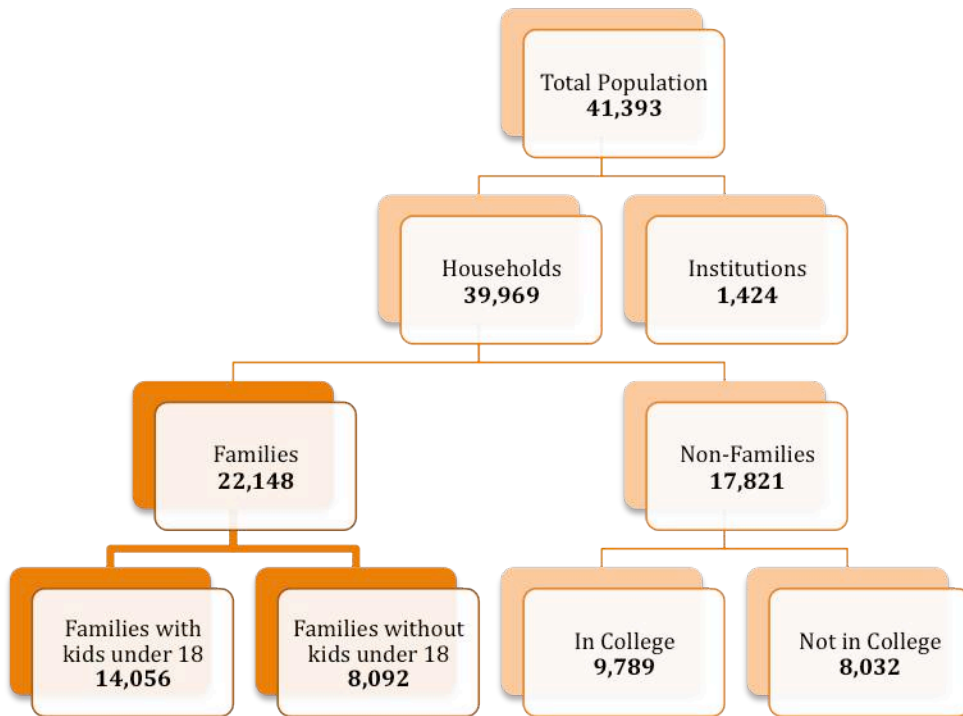 Total Population
41,393
Households
39,969
Institutions
1,424
Families
22,148
Non-Families
17,821
Families with
kids under 18
14,056
Families without
kids under 18
8,092
In College
9,789
Not in College
8,032